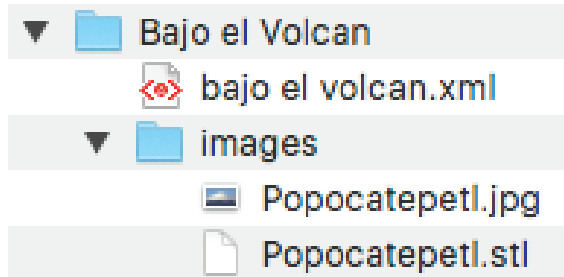 Bajo el Volcan
bajo el volcan.xml
images
Popocatepetl.jpg
Popocatepetl.stl